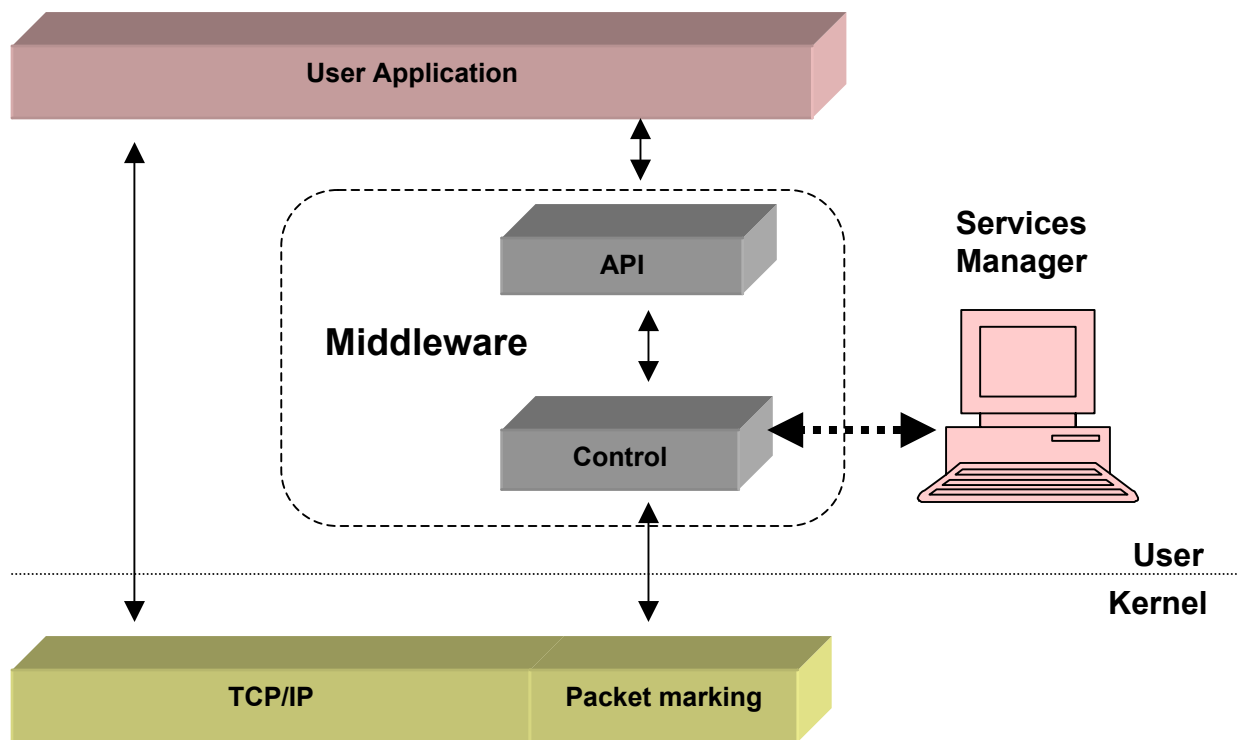 User Application
API
Services
Manager
Middleware
Control
User
Kernel
TCP/IP
Packet marking